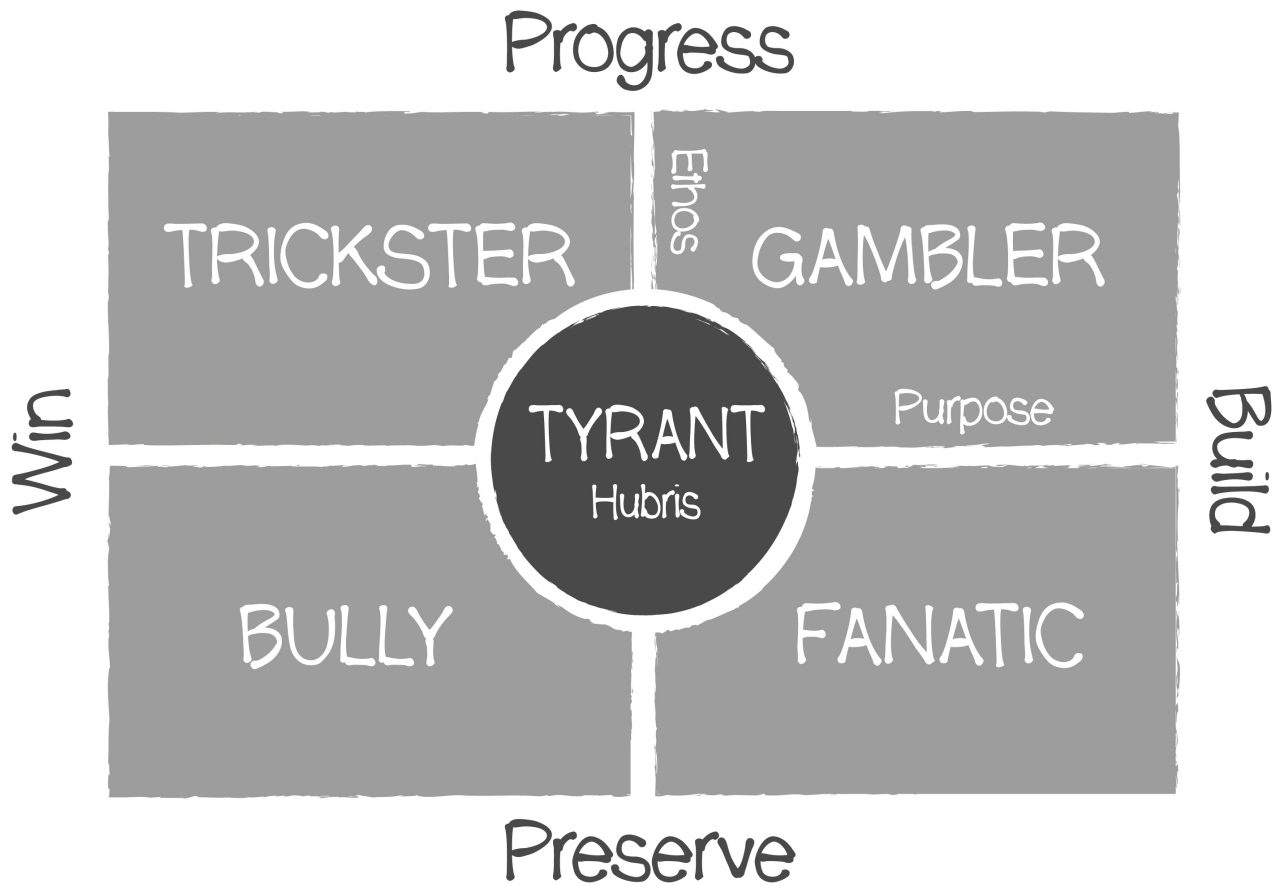 Progress
Ethos
TRICKSTER
GAMBLER
Win
TYRANT
Hubris
Purpose
Build
BULLY
FANATIC
Preserve